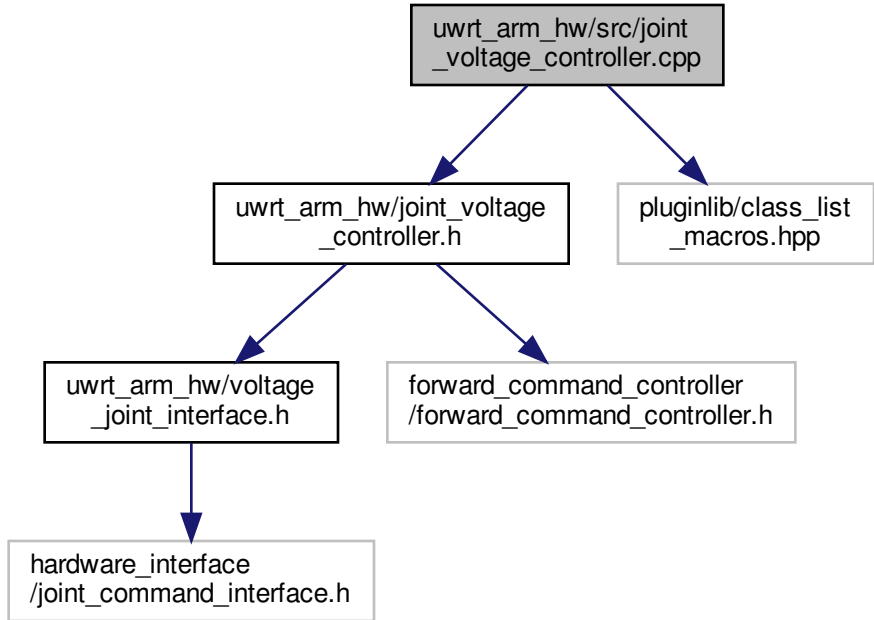 uwrt_arm_hw/src/joint
_voltage_controller.cpp
uwrt_arm_hw/joint_voltage
_controller.h
pluginlib/class_list
_macros.hpp
uwrt_arm_hw/voltage
_joint_interface.h
forward_command_controller
/forward_command_controller.h
hardware_interface
/joint_command_interface.h